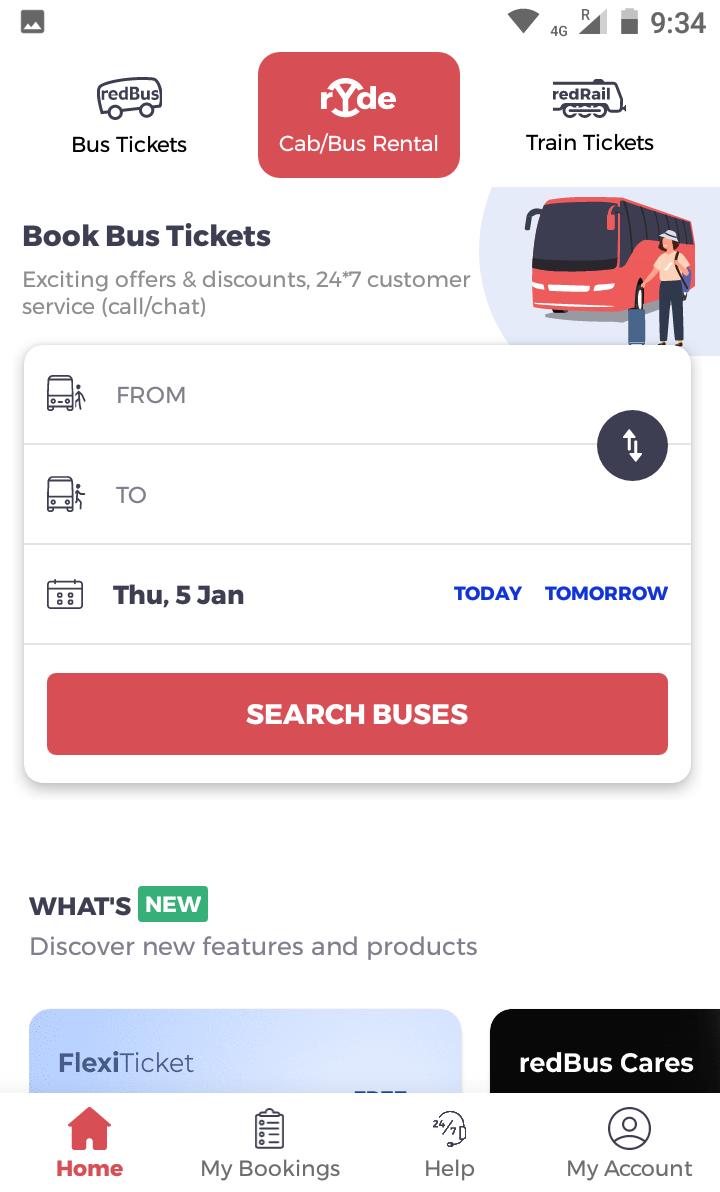 4G R 9:34
redBus
rYde
redRail
Bus Tickets
Cab/Bus Rental
Train Tickets
Book Bus Tickets
Exciting offers & discounts, 24*7 customer
service (call/chat)
FROM
TO
Thu, 5 Jan TODAY TOMORROW
SEARCH BUSES
WHAT'S NEW
Discover new features and products
FlexiTicket
redBus Cares
24/7
Home
My Bookings
Help
My Account